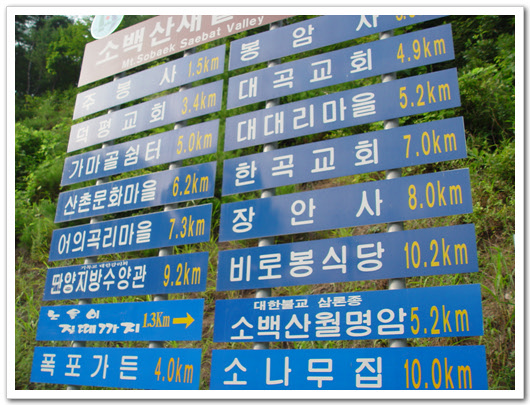 소백산새밭
Mt.Sobaek Saebat Valley
주봉사 1.5km
덕평교회 3.4km
가마골쉼터 5.0km
산촌문화마을 6.2km
어의곡리마을 7.3km
단양지방수양관 9.2km
1.3Km →
폭포가든 4.0km
봉암사
대곡교회 4.9km
대대리마을 5.2km
한곡교회 7.0km
장안사 8.0km
비로봉식당 10.2km
대한불교 삼론종
소백산월명암 5.2km
소나무집 10.0km